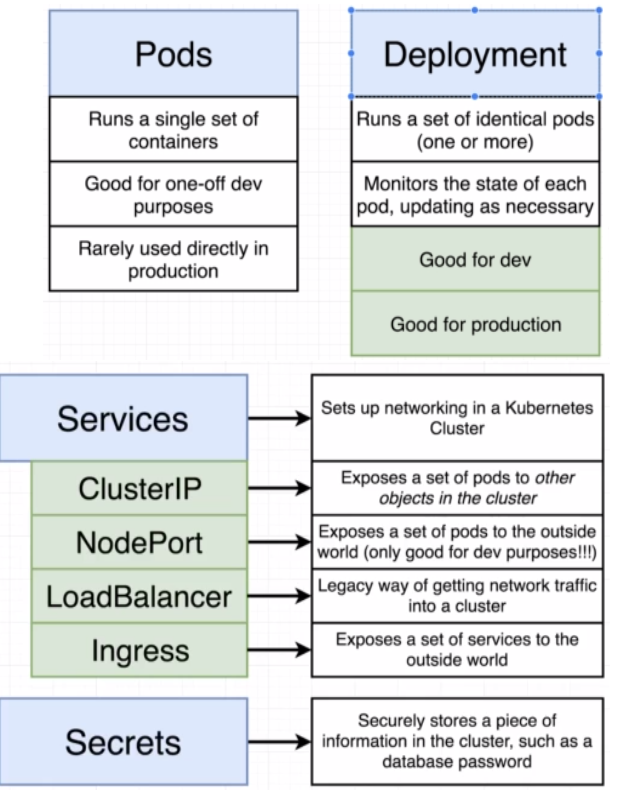 Pods
Runs a single set of
containers
Good for one-off dev
purposes
Rarely used directly in
production
Deployment
Runs a set of identical pods
(one or more)
Monitors the state of each
pod, updating as necessary
Good for dev
Good for production
Services
Sets up networking in a Kubernetes
Cluster
ClusterIP
Exposes a set of pods to other
objects in the cluster
NodePort
Exposes a set of pods to the outside
world (only good for dev purposes!!!)
LoadBalancer
Legacy way of getting network traffic
into a cluster
Ingress
Exposes a set of services to the
outside world
Secrets
Securely stores a piece of
information in the cluster, such as a
database password